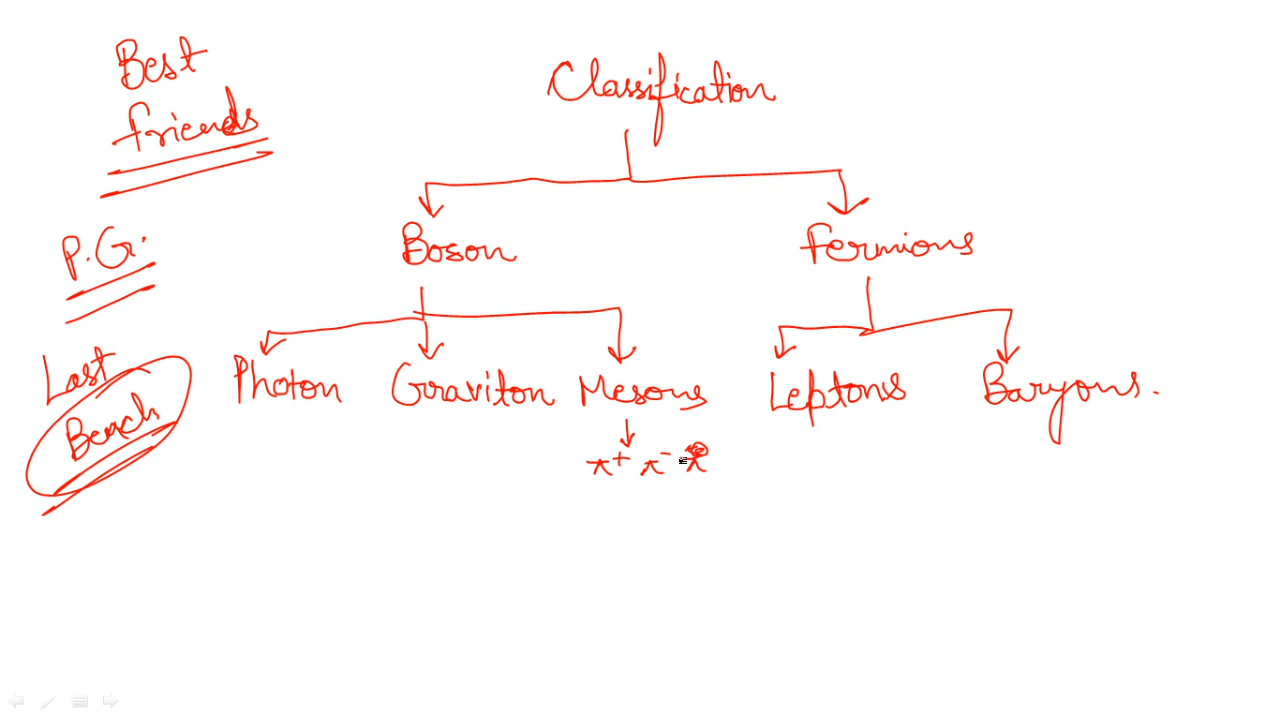 Best
friends
P.G.
Last
Bench
Classification
Boson
Fermions
Photon
Graviton
Mesons
Leptons
Baryons.
π+ π-